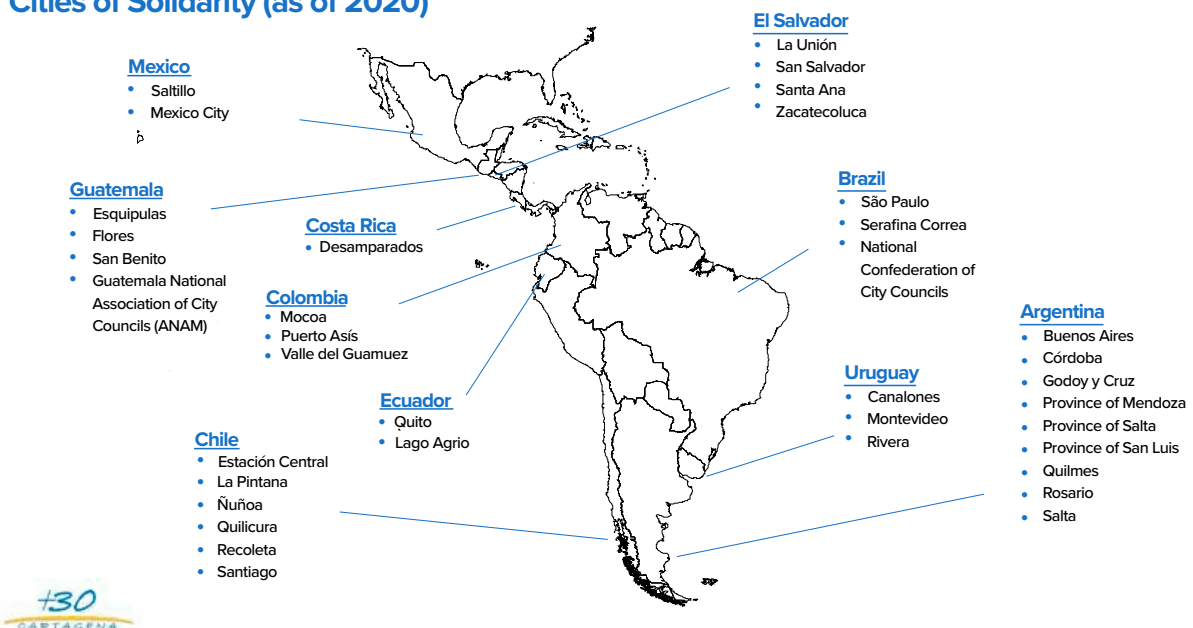 Cities of Solidarity (as of 2020)
El Salvador
• La Unión
• San Salvador
• Santa Ana
• Zacatecoluca
Mexico
• Saltillo
• Mexico City
Guatemala
• Esquipulas
• Flores
• San Benito
• Guatemala National
Association of City
Councils (ANAM)
Costa Rica
• Desamparados
Brazil
• São Paulo
• Serafina Correa
• National
Confederation of
City Councils
Colombia
• Mocoa
• Puerto Asís
• Valle del Guamuez
Argentina
• Buenos Aires
• Córdoba
• Godoy y Cruz
• Province of Mendoza
• Province of Salta
• Province of San Luis
• Quilmes
• Rosario
• Salta
Uruguay
• Canalones
• Montevideo
• Rivera
Ecuador
• Quito
• Lago Agrio
Chile
• Estación Central
• La Pintana
• Ñuñoa
• Quilicura
• Recoleta
• Santiago
+30
CARTAGENA